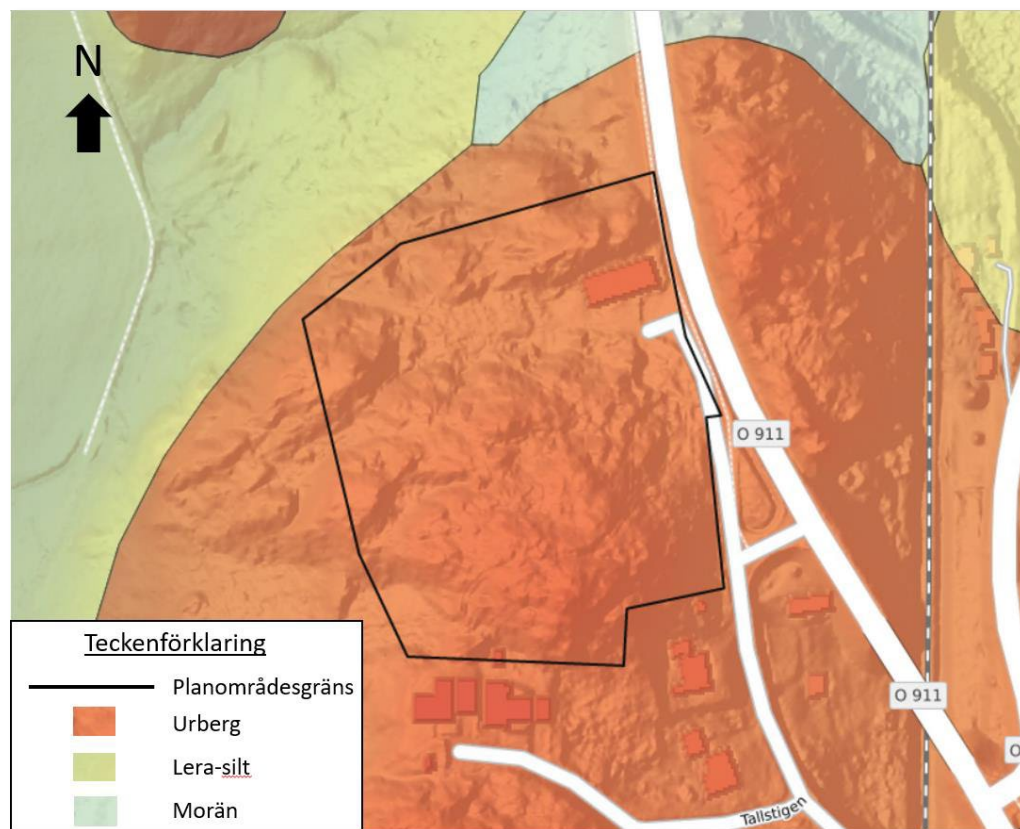 N
O 911
O 911
O
Tallstigen
Teckenförklaring
Planområdesgräns
Urberg
Lera-silt
Morän